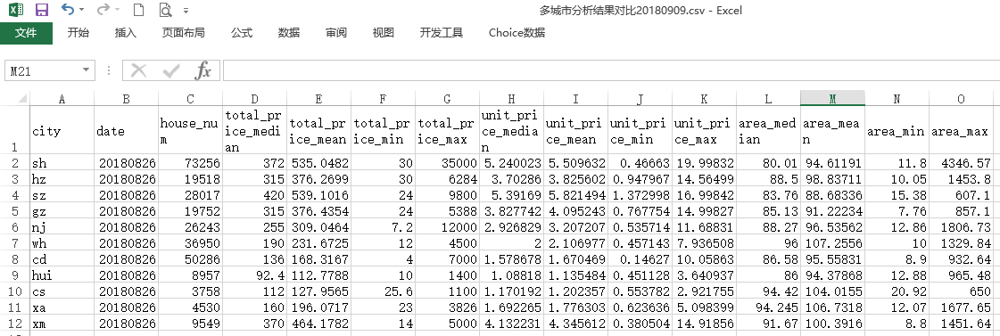 多城市分析结果对比20180909.csv - Excel
文件 开始 插入 页面布局 公式 数据 审阅 视图 开发工具 Choice数据
M21 fx
A B C D E F G H I J K L M N O
1 city date house_num total_price_median total_price_mean total_price_min total_price_max unit_price_median unit_price_mean unit_price_min unit_price_max area_median area_mean area_min area_max
2 sh 20180826 73256 372 535.0482 30 35000 5.240023 5.509632 0.46663 19.99832 80.01 94.61191 11.8 4346.57
3 hz 20180826 19518 315 376.2699 30 6284 3.70286 3.825602 0.947967 14.56499 88.5 98.83711 10.05 1453.8
4 sz 20180826 28017 420 539.1016 24 9800 5.39169 5.821494 1.372998 16.99842 83.76 88.68336 15.38 607.1
5 gz 20180826 19752 315 376.4354 24 5388 3.827742 4.095243 0.767754 14.99827 85.13 91.22234 7.76 857.1
6 nj 20180826 26243 255 309.0464 7.2 12000 2.926829 3.207207 0.535714 11.68831 88.27 96.53562 12.86 1806.73
7 wh 20180826 36950 190 231.6725 12 4500 2 2.106977 0.457143 7.936508 96 107.2556 10 1329.84
8 cd 20180826 50286 136 168.3167 4 7000 1.578678 1.670469 0.14627 10.05863 86.58 95.55831 8.9 932.64
9 hui 20180826 8957 92.4 112.7788 10 1400 1.08818 1.135484 0.451128 3.640937 86 94.37868 12.88 965.48
10 cs 20180826 3758 112 127.9565 25.6 1100 1.170192 1.202357 0.553782 2.921755 94.42 104.0155 20.92 650
11 xa 20180826 4530 160 196.0717 23 3826 1.692265 1.776303 0.623636 5.098399 94.245 106.7318 12.07 1677.65
12 xm 20180826 9549 370 464.1782 14 5000 4.132231 4.345612 0.380504 14.91856 91.67 100.3916 8.8 1451.64